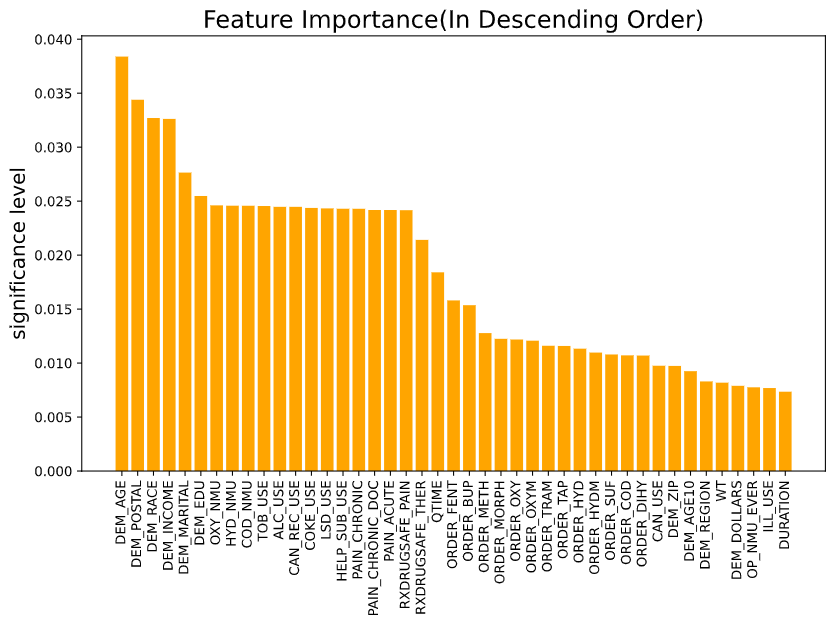 Feature Importance(In Descending Order)
significance level
0.040
0.035
0.030
0.025
0.020
0.015
0.010
0.005
0.000
DEM_AGE
DEM_POSTAL
DEM_RACE
DEM_INCOME
DEM_MARITAL
DEM_EDU
OXY_NMU
HYD_NMU
COD_NMU
TOB_USE
ALC_USE
CAN_REC_USE
COKE_USE
LSD_USE
HELP_SUB_USE
PAIN_CHRONIC
PAIN_CHRONIC_DOC
PAIN_ACUTE
RXDRUGSAFE_PAIN
RXDRUGSAFE_THER
QTIME
ORDER_FENT
ORDER_BUP
ORDER_METH
ORDER_MORPH
ORDER_OXY
ORDER_OXYM
ORDER_TRAM
ORDER_TAP
ORDER_HYD
ORDER_HYDM
ORDER_SUF
ORDER_COD
ORDER_DIHY
CAN_USE
DEM_ZIP
DEM_AGE10
DEM_REGION
WT
DEM_DOLLARS
OP_NMU_EVER
ILL_USE
DURATION